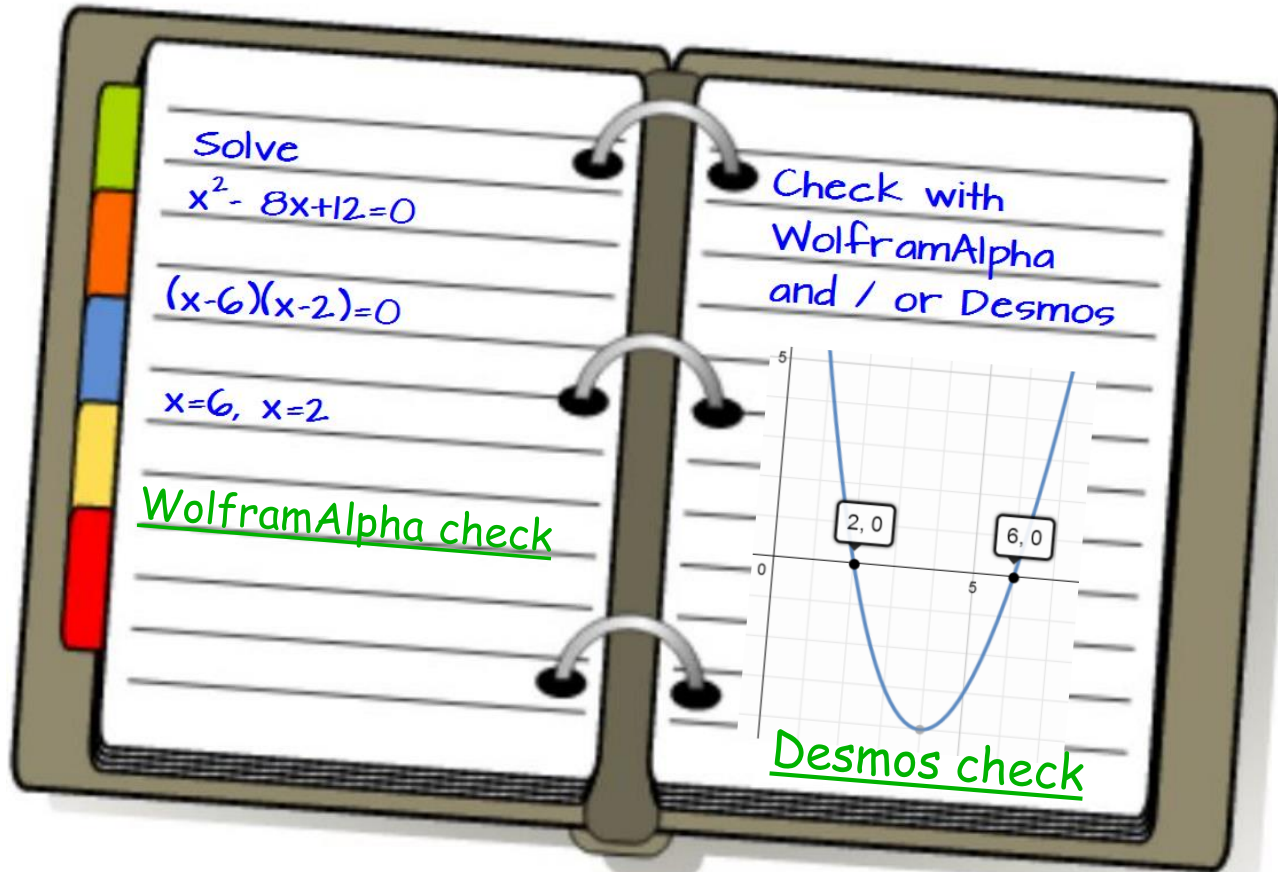 Solve
x²- 8x+12=0
(x-6)(x-2)=0
x=6, x=2
WolframAlpha check
Check with
WolframAlpha
and / or Desmos
5
2, 0
6, 0
0
5
Desmos check